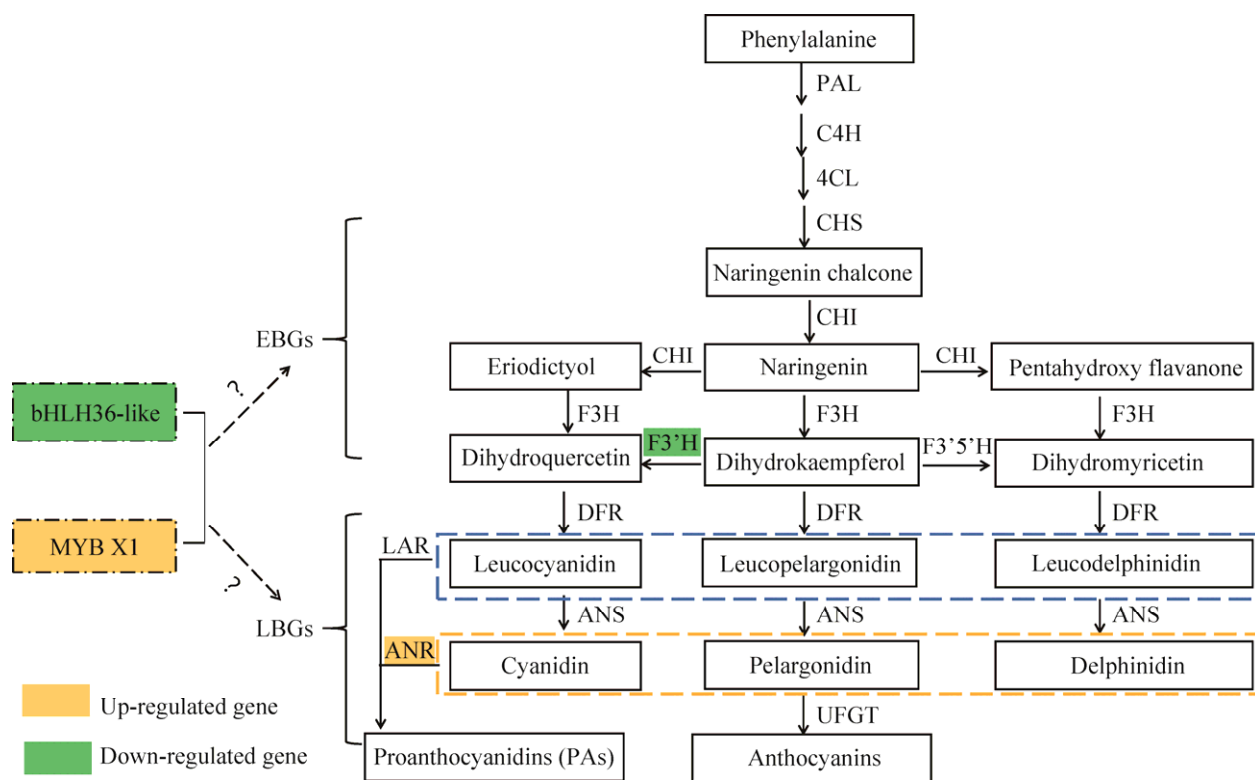 Phenylalanine
PAL
C4H
4CL
CHS
Naringenin chalcone
CHI
EBGs
Eriodictyol
CHI
Naringenin
CHI
Pentahydroxy flavanone
bHLH36-like
?
F3H
F3H
F3H
Dihydroquercetin
F3’H
Dihydrokaempferol
F3’5’H
Dihydromyricetin
MYB X1
?
DFR
DFR
DFR
LAR
Leucocyanidin
Leucopelargonidin
Leucodelphinidin
ANS
ANS
ANS
LBGs
ANR
Cyanidin
Pelargonidin
Delphinidin
Up-regulated gene
UFGT
Down-regulated gene
Proanthocyanidins (PAs)
Anthocyanins